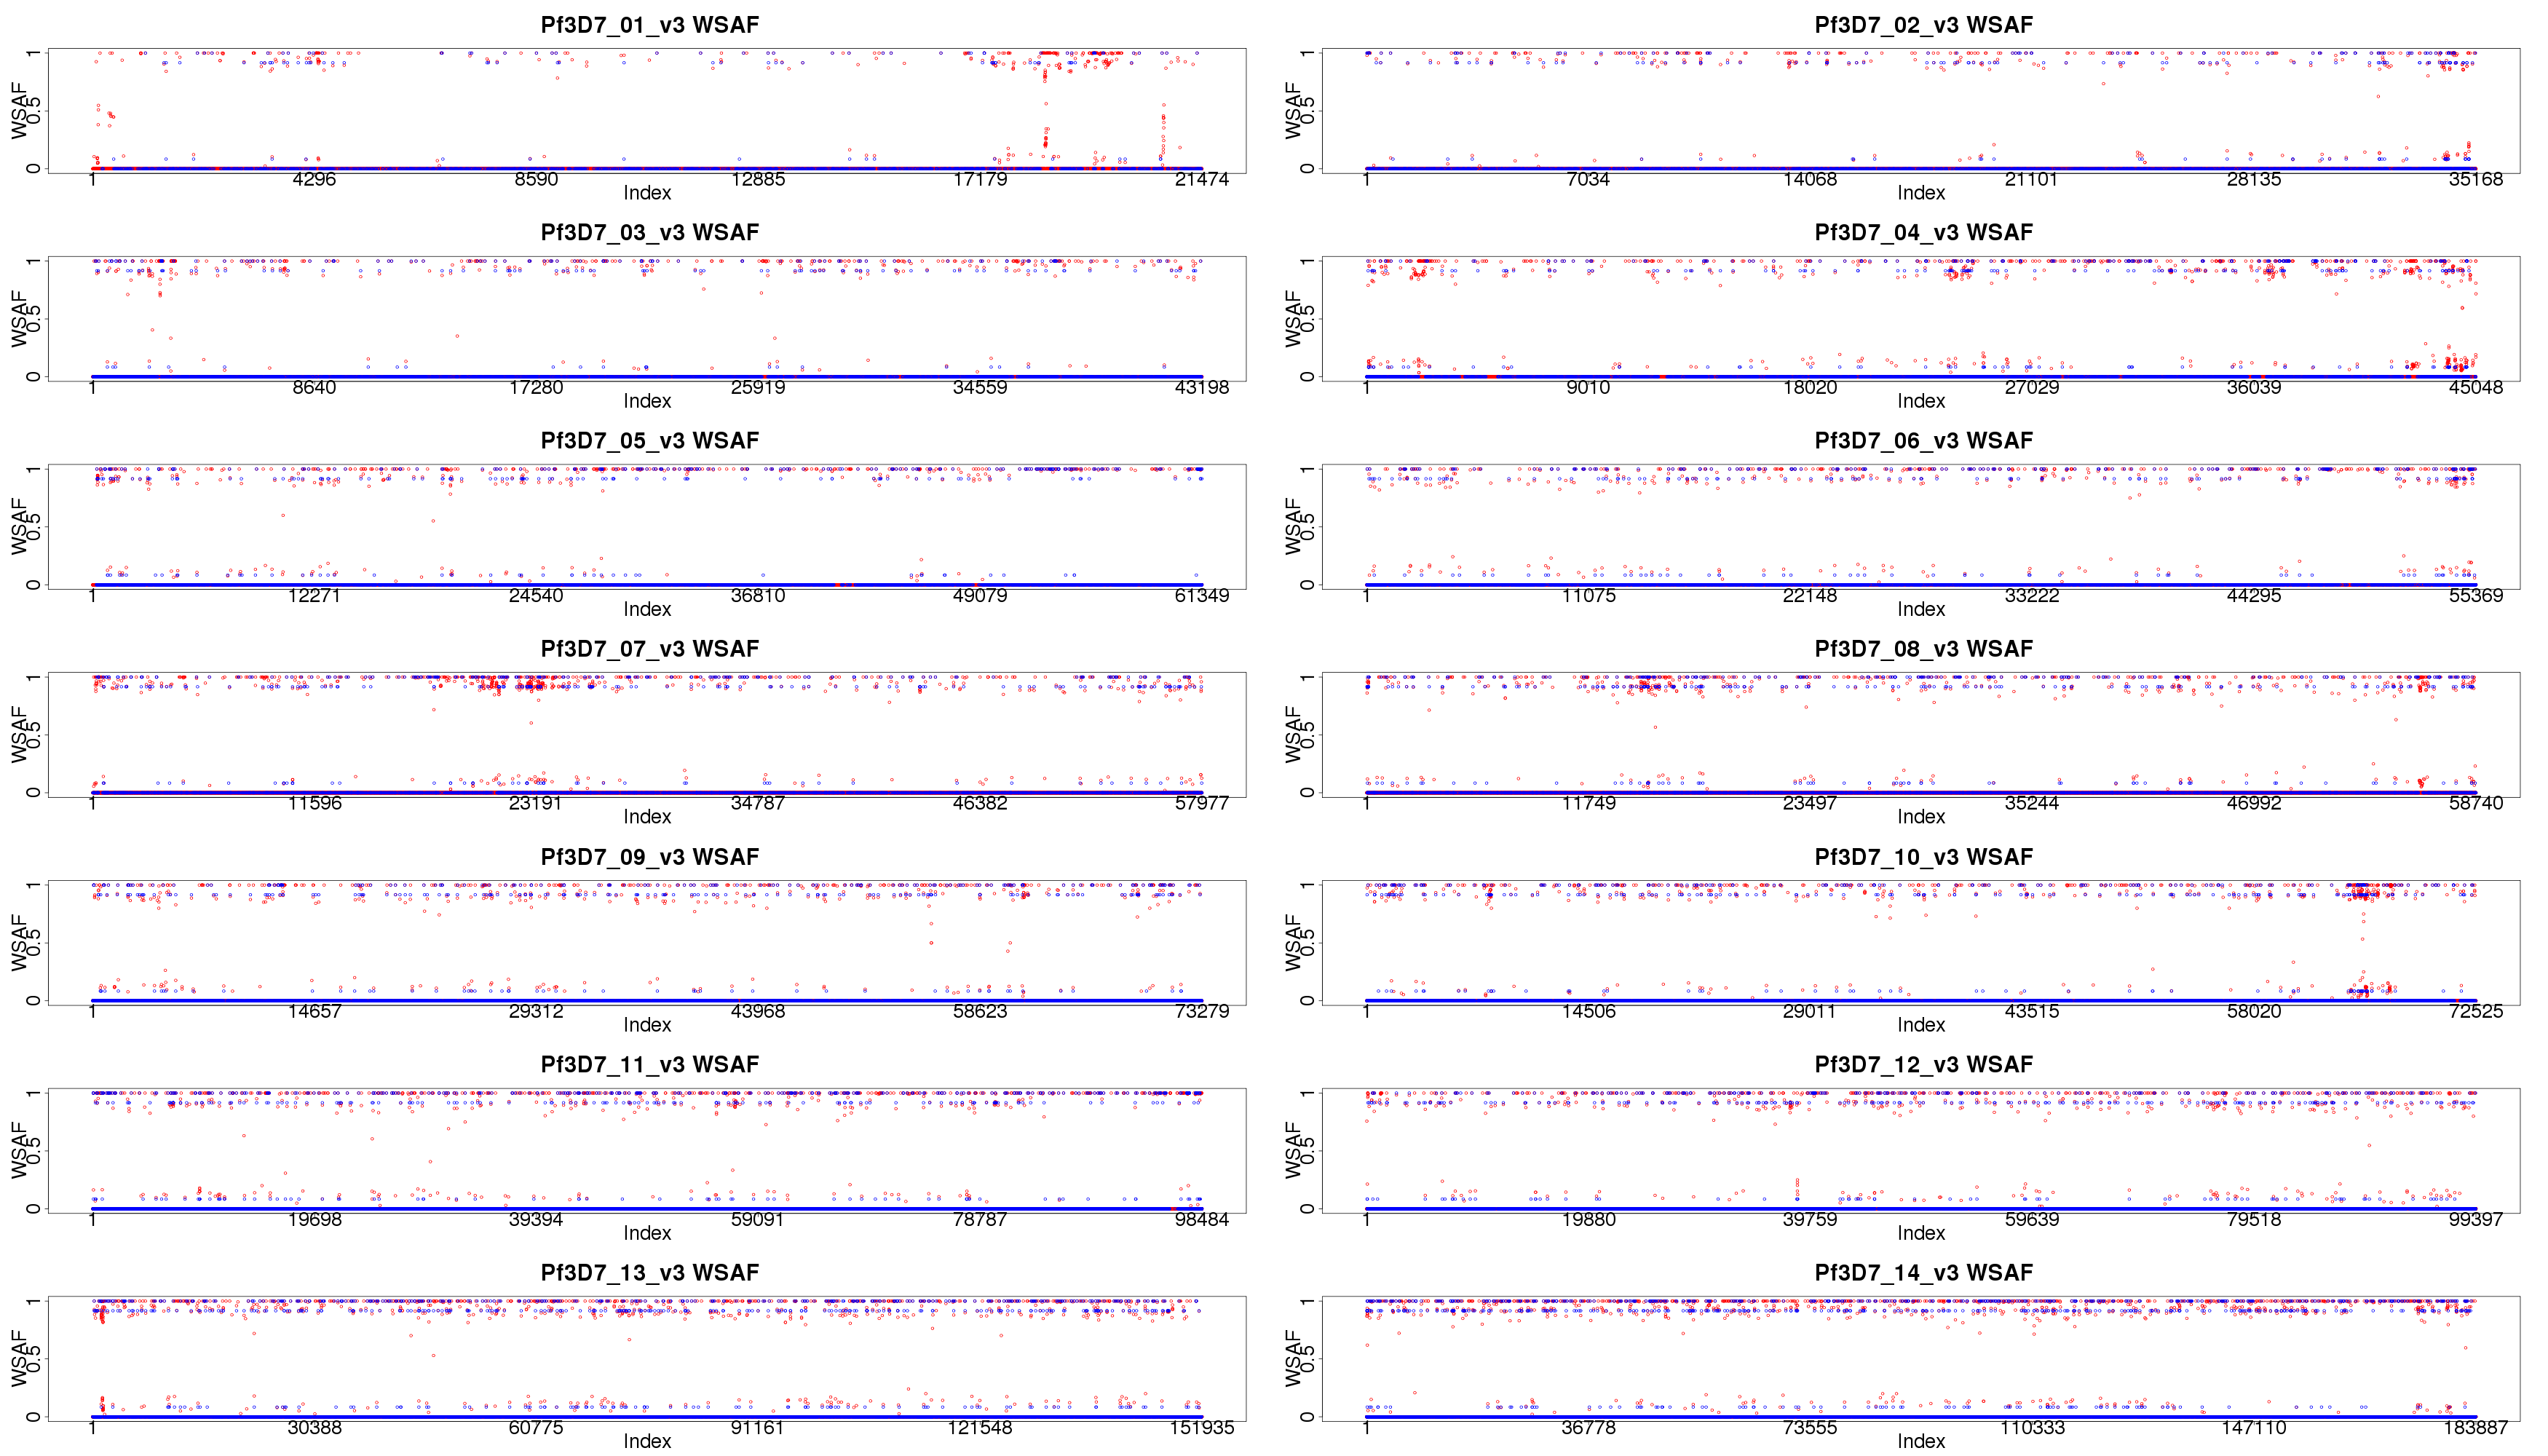 Pf3D7_01_v3 WSAF
WSAF
0 0.5 1
1 4296 8590 12885 17179 21474
Index
Pf3D7_02_v3 WSAF
WSAF
0 0.5 1
1 7034 14068 21101 28135 35168
Index
Pf3D7_03_v3 WSAF
WSAF
0 0.5 1
1 8640 17280 25919 34559 43198
Index
Pf3D7_04_v3 WSAF
WSAF
0 0.5 1
1 9010 18020 27029 36039 45048
Index
Pf3D7_05_v3 WSAF
WSAF
0 0.5 1
1 12271 24540 36810 49079 61349
Index
Pf3D7_06_v3 WSAF
WSAF
0 0.5 1
1 11075 22148 33222 44295 55369
Index
Pf3D7_07_v3 WSAF
WSAF
0 0.5 1
1 11596 23191 34787 46382 57977
Index
Pf3D7_08_v3 WSAF
WSAF
0 0.5 1
1 11749 23497 35244 46992 58740
Index
Pf3D7_09_v3 WSAF
WSAF
0 0.5 1
1 14657 29312 43968 58623 73279
Index
Pf3D7_10_v3 WSAF
WSAF
0 0.5 1
1 14506 29011 43515 58020 72525
Index
Pf3D7_11_v3 WSAF
WSAF
0 0.5 1
1 19698 39394 59091 78787 98484
Index
Pf3D7_12_v3 WSAF
WSAF
0 0.5 1
1 19880 39759 59639 79518 99397
Index
Pf3D7_13_v3 WSAF
WSAF
0 0.5 1
1 30388 60775 91161 121548 151935
Index
Pf3D7_14_v3 WSAF
WSAF
0 0.5 1
1 36778 73555 110333 147110 183887
Index